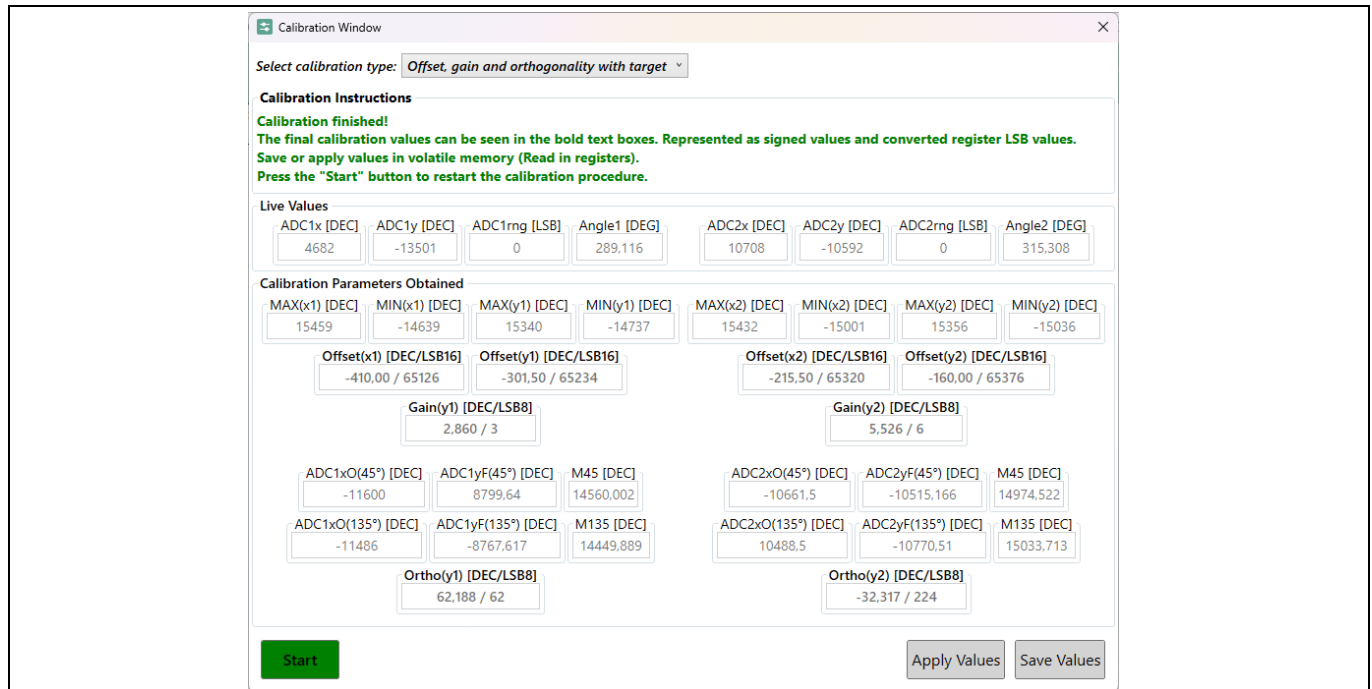 Calibration Window
Select calibration type: Offset, gain and orthogonality with target
Calibration Instructions
Calibration finished!
The final calibration values can be seen in the bold text boxes. Represented as signed values and converted register LSB values.
Save or apply values in volatile memory (Read in registers).
Press the "Start" button to restart the calibration procedure.
Live Values
ADC1x [DEC] ADC1y [DEC] ADC1rng [LSB] Angle1 [DEG] ADC2x [DEC] ADC2y [DEC] ADC2rng [LSB] Angle2 [DEG]
4682 -13501 0 289,116 10708 -10592 0 315,308
Calibration Parameters Obtained
MAX(x1) [DEC] MIN(x1) [DEC] MAX(y1) [DEC] MIN(y1) [DEC] MAX(x2) [DEC] MIN(x2) [DEC] MAX(y2) [DEC] MIN(y2) [DEC]
15459 -14639 15340 -14737 15432 -15001 15356 -15036
Offset(x1) [DEC/LSB16] Offset(y1) [DEC/LSB16] Offset(x2) [DEC/LSB16] Offset(y2) [DEC/LSB16]
-410,00 / 65126 -301,50 / 65234 -215,50 / 65320 -160,00 / 65376
Gain(y1) [DEC/LSB8] Gain(y2) [DEC/LSB8]
2,860 / 3 5,526 / 6
ADC1xO(45°) [DEC] ADC1yF(45°) [DEC] M45 [DEC] ADC2xO(45°) [DEC] ADC2yF(45°) [DEC] M45 [DEC]
-11600 8799,64 14560,002 -10661,5 -10515,166 14974,522
ADC1xO(135°) [DEC] ADC1yF(135°) [DEC] M135 [DEC] ADC2xO(135°) [DEC] ADC2yF(135°) [DEC] M135 [DEC]
-11486 -8767,617 14449,889 10488,5 -10770,51 15033,713
Ortho(y1) [DEC/LSB8] Ortho(y2) [DEC/LSB8]
62,188 / 62 -32,317 / 224
Start Apply Values Save Values